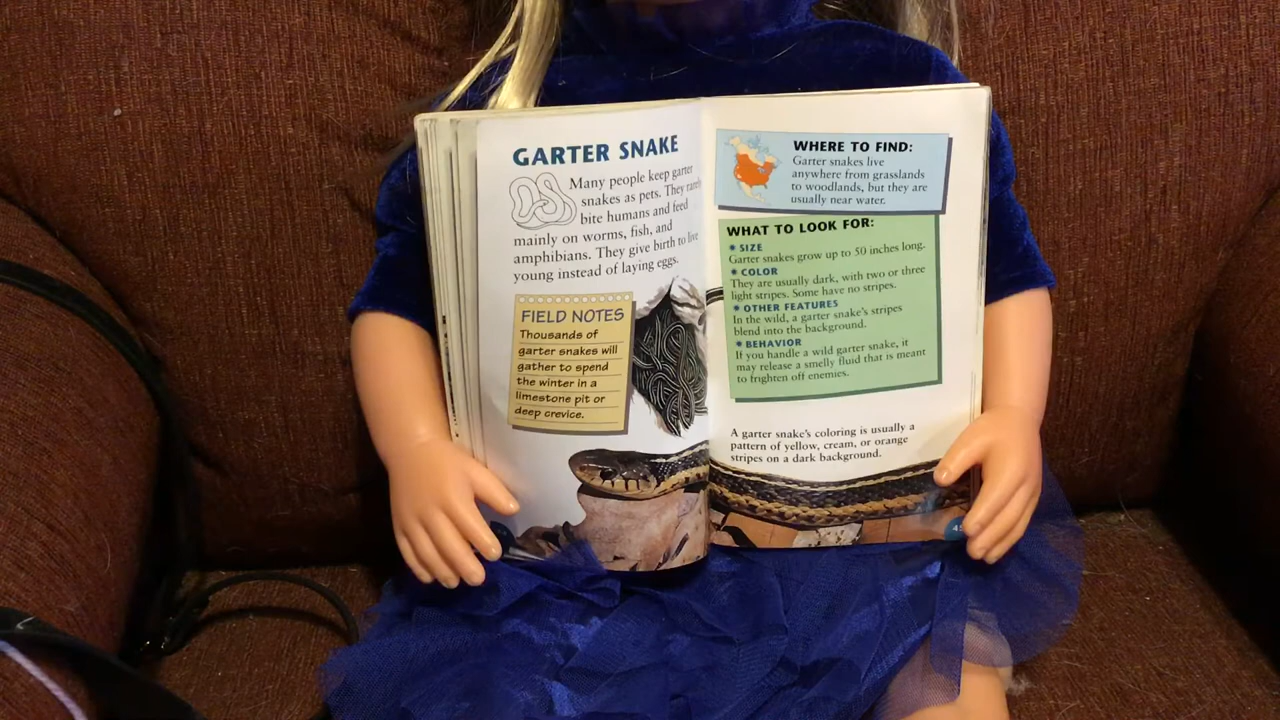 GARTER SNAKE
Many people keep garter
snakes as pets. They rarely
bite humans and feed
mainly on worms, fish, and
amphibians. They give birth to live
young instead of laying eggs.
FIELD NOTES
Thousands of
garter snakes will
gather to spend
the winter in a
limestone pit or
deep crevice.
WHERE TO FIND:
Garter snakes live
anywhere from grasslands
to woodlands, but they are
usually near water.
WHAT TO LOOK FOR:
* SIZE
Garter snakes grow up to 50 inches long.
* COLOR
They are usually dark, with two or three
light stripes. Some have no stripes.
* OTHER FEATURES
In the wild, a garter snake's stripes
blend into the background.
* BEHAVIOR
If you handle a wild garter snake, it
may release a smelly fluid that is meant
to frighten off enemies.
A garter snake's coloring is usually a
pattern of yellow, cream, or orange
stripes on a dark background.